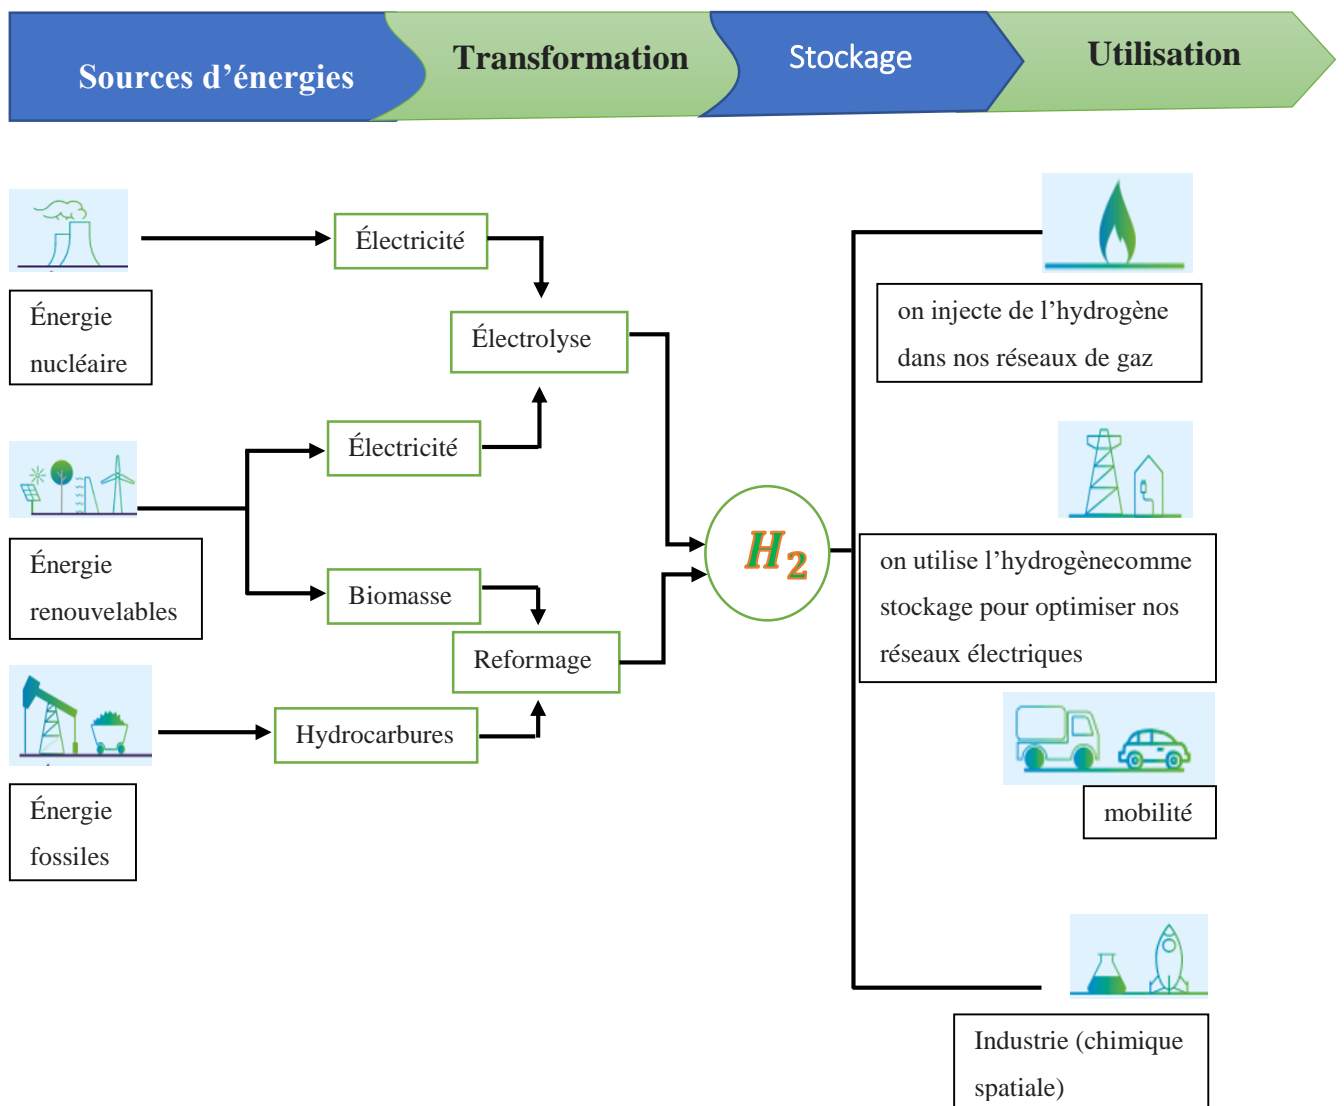 Sources d’énergies
Transformation
Stockage
Utilisation
Électricité
Énergie
nucléaire
Électrolyse
on injecte de l’hydrogène
dans nos réseaux de gaz
Électricité
Énergie
renouvelables
Biomasse
Reformage
H2
on utilise l’hydrogènecomme
stockage pour optimiser nos
réseaux électriques
Hydrocarbures
Énergie
fossiles
mobilité
Industrie (chimique
spatiale)